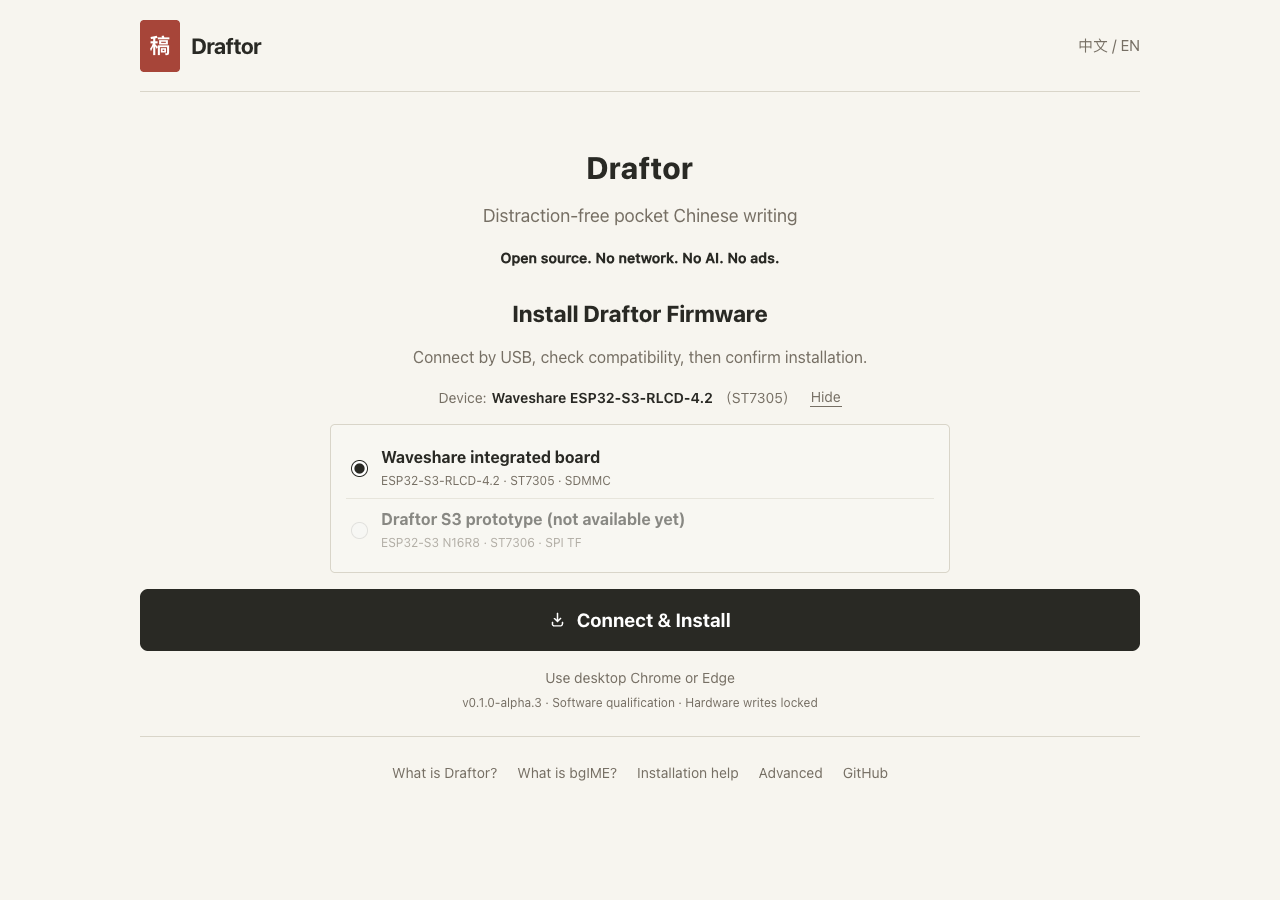 稿 Draftor
中文 / EN
Draftor
Distraction-free pocket Chinese writing
Open source. No network. No AI. No ads.
Install Draftor Firmware
Connect by USB, check compatibility, then confirm installation.
Device: Waveshare ESP32-S3-RLCD-4.2 (ST7305) Hide
Waveshare integrated board
ESP32-S3-RLCD-4.2 · ST7305 · SDMMC
Draftor S3 prototype (not available yet)
ESP32-S3 N16R8 · ST7306 · SPI TF
Connect & Install
Use desktop Chrome or Edge
v0.1.0-alpha.3 · Software qualification · Hardware writes locked
What is Draftor? What is bgIME? Installation help Advanced GitHub